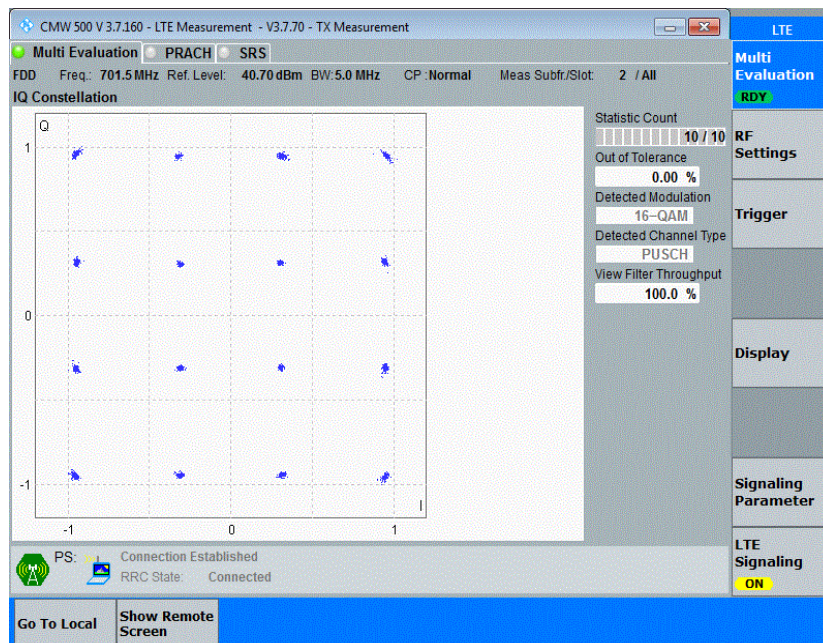 CMW 500 V 3.7.160 - LTE Measurement - V3.7.70 - TX Measurement
LTE
Multi Evaluation PRACH SRS
Multi
Evaluation
RDY
FDD Freq.: 701.5 MHz Ref. Level: 40.70 dBm BW: 5.0 MHz CP : Normal Meas Subfr./Slot: 2 / All
IQ Constellation
Q
1
0
-1
I
-1 0 1
Statistic Count
10 / 10
Out of Tolerance
0.00 %
Detected Modulation
16-QAM
Detected Channel Type
PUSCH
View Filter Throughput
100.0 %
RF
Settings
Trigger
Display
Signaling
Parameter
LTE
Signaling
ON
PS: Connection Established
RRC State: Connected
Go To Local
Show Remote
Screen